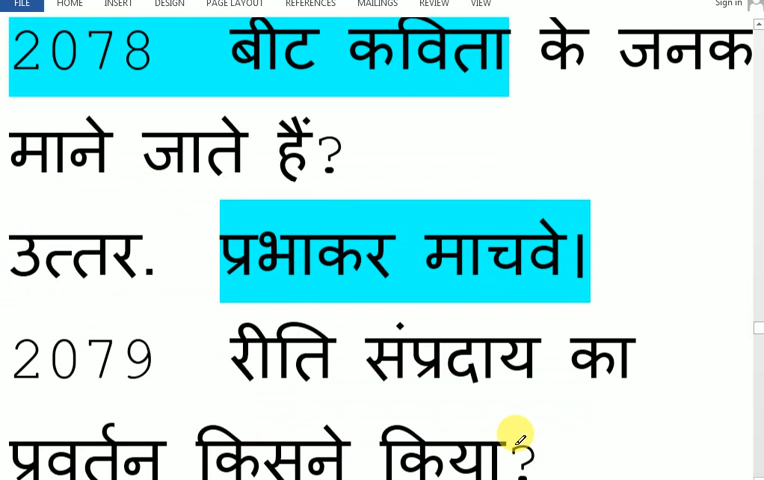 FILE HOME INSERT DESIGN PAGE LAYOUT REFERENCES MAILINGS REVIEW VIEW Sign in
2078 बीट कविता के जनक
माने जाते हैं?
उत्तर. प्रभाकर माचवे।
2079 रीति संप्रदाय का
प्रवर्तन किसने किया?